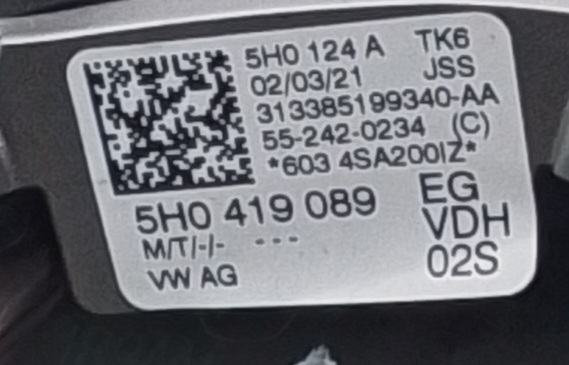 5H0 124 A TK6
02/03/21 JSS
313385199340-AA
55-242-0234 (C)
*603 4SA200IZ*
5H0 419 089 EG
M/T/-/- --- VDH
VW AG 02S